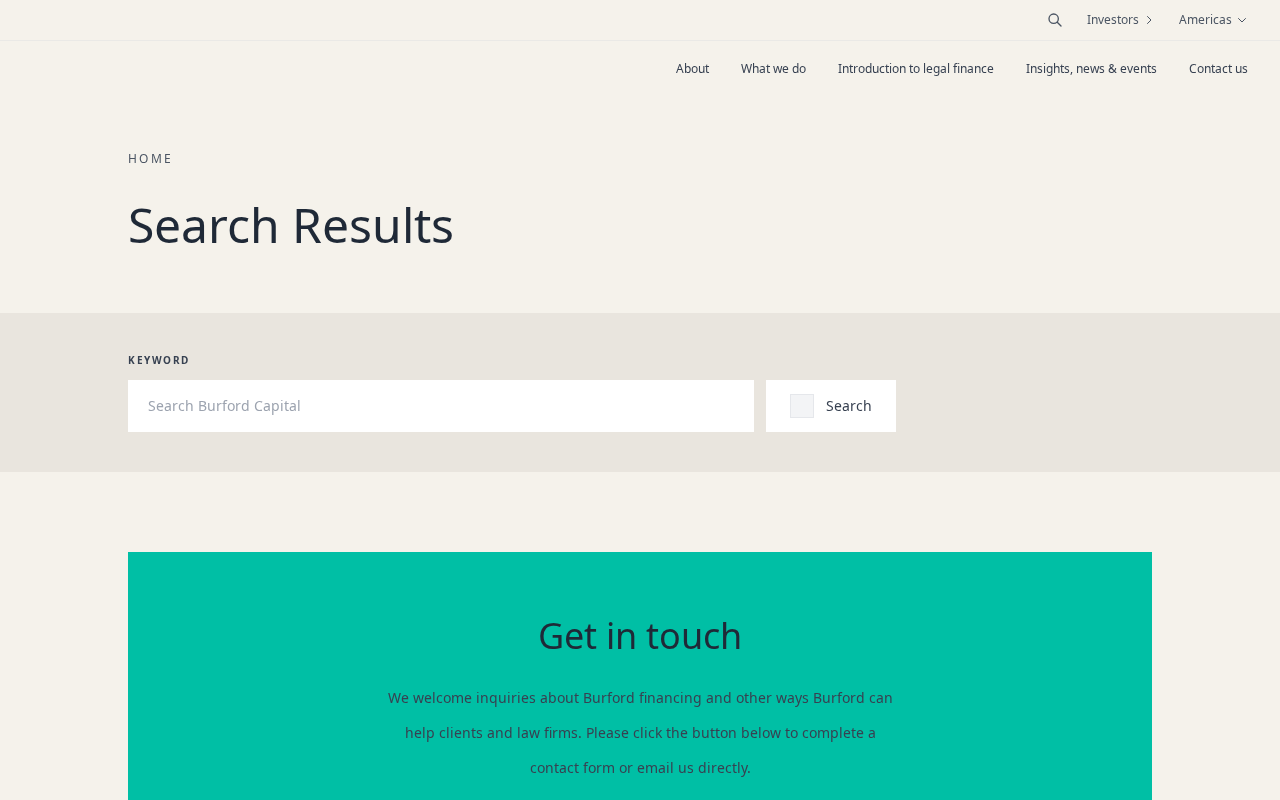 Investors
Americas
About
What we do
Introduction to legal finance
Insights, news & events
Contact us
HOME
Search Results
KEYWORD
Search Burford Capital
Search
Get in touch
We welcome inquiries about Burford financing and other ways Burford can
help clients and law firms. Please click the button below to complete a
contact form or email us directly.